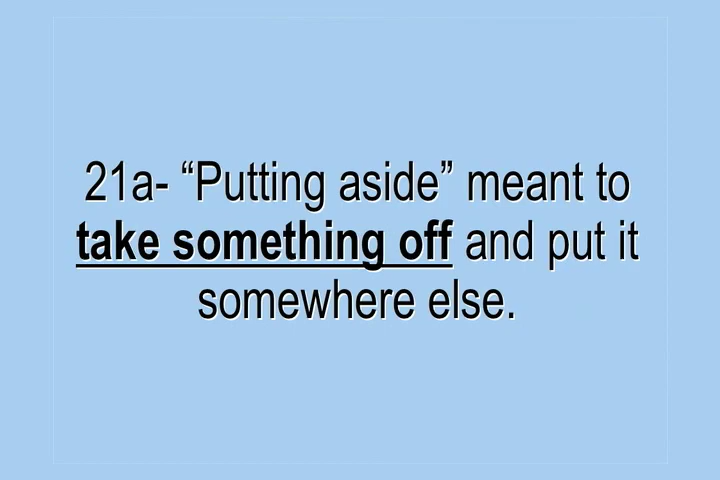 21a- “Putting aside” meant to
take something off and put it
somewhere else.